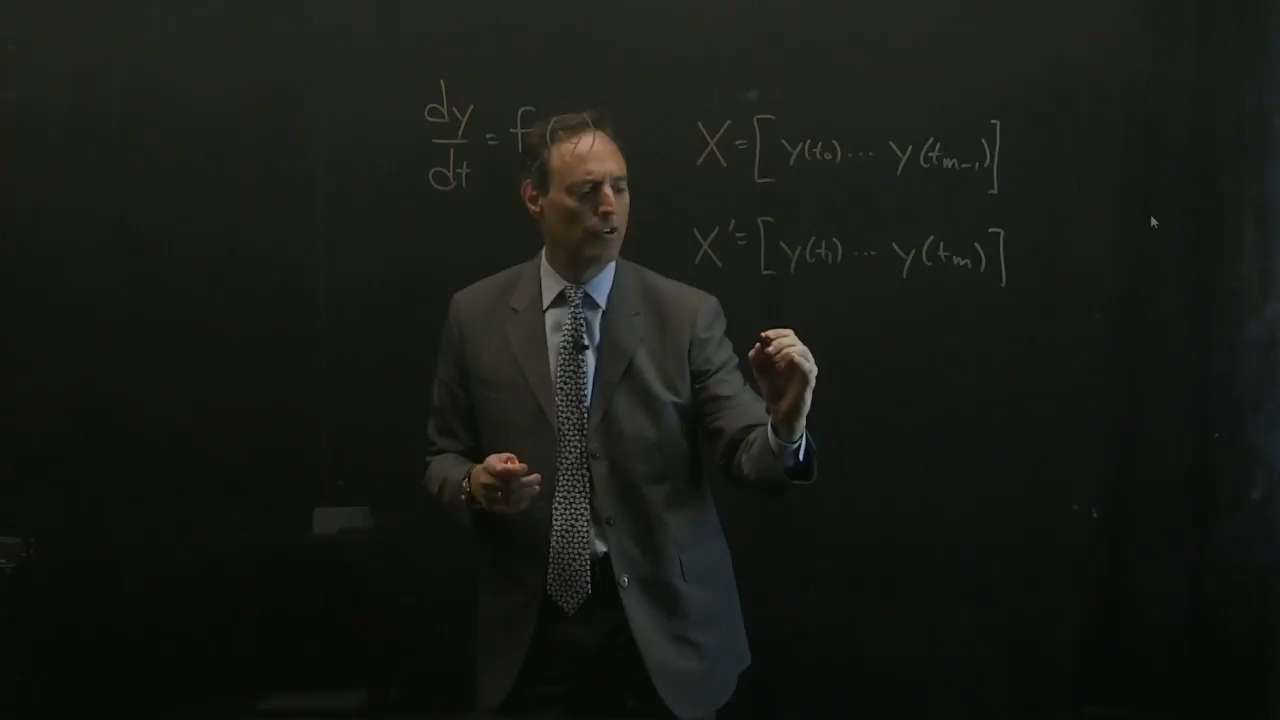 dy/dt = f( )
X = [ y(t₀) ⋯ y(tₘ₋₁) ]
X' = [ y(t₁) ⋯ y(tₘ) ]